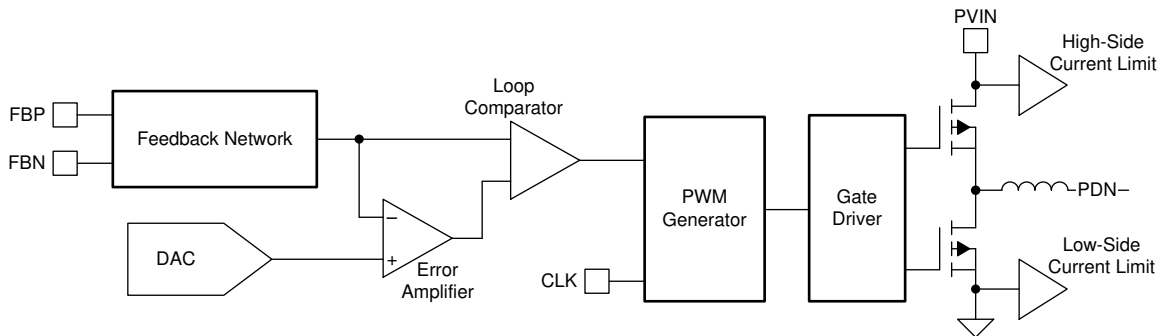 PVIN
High-Side
Current Limit
Loop
Comparator
FBP
Feedback Network
FBN
PWM
Generator
Gate
Driver
PDN
DAC
−
+
Error
Amplifier
CLK
Low-Side
Current Limit